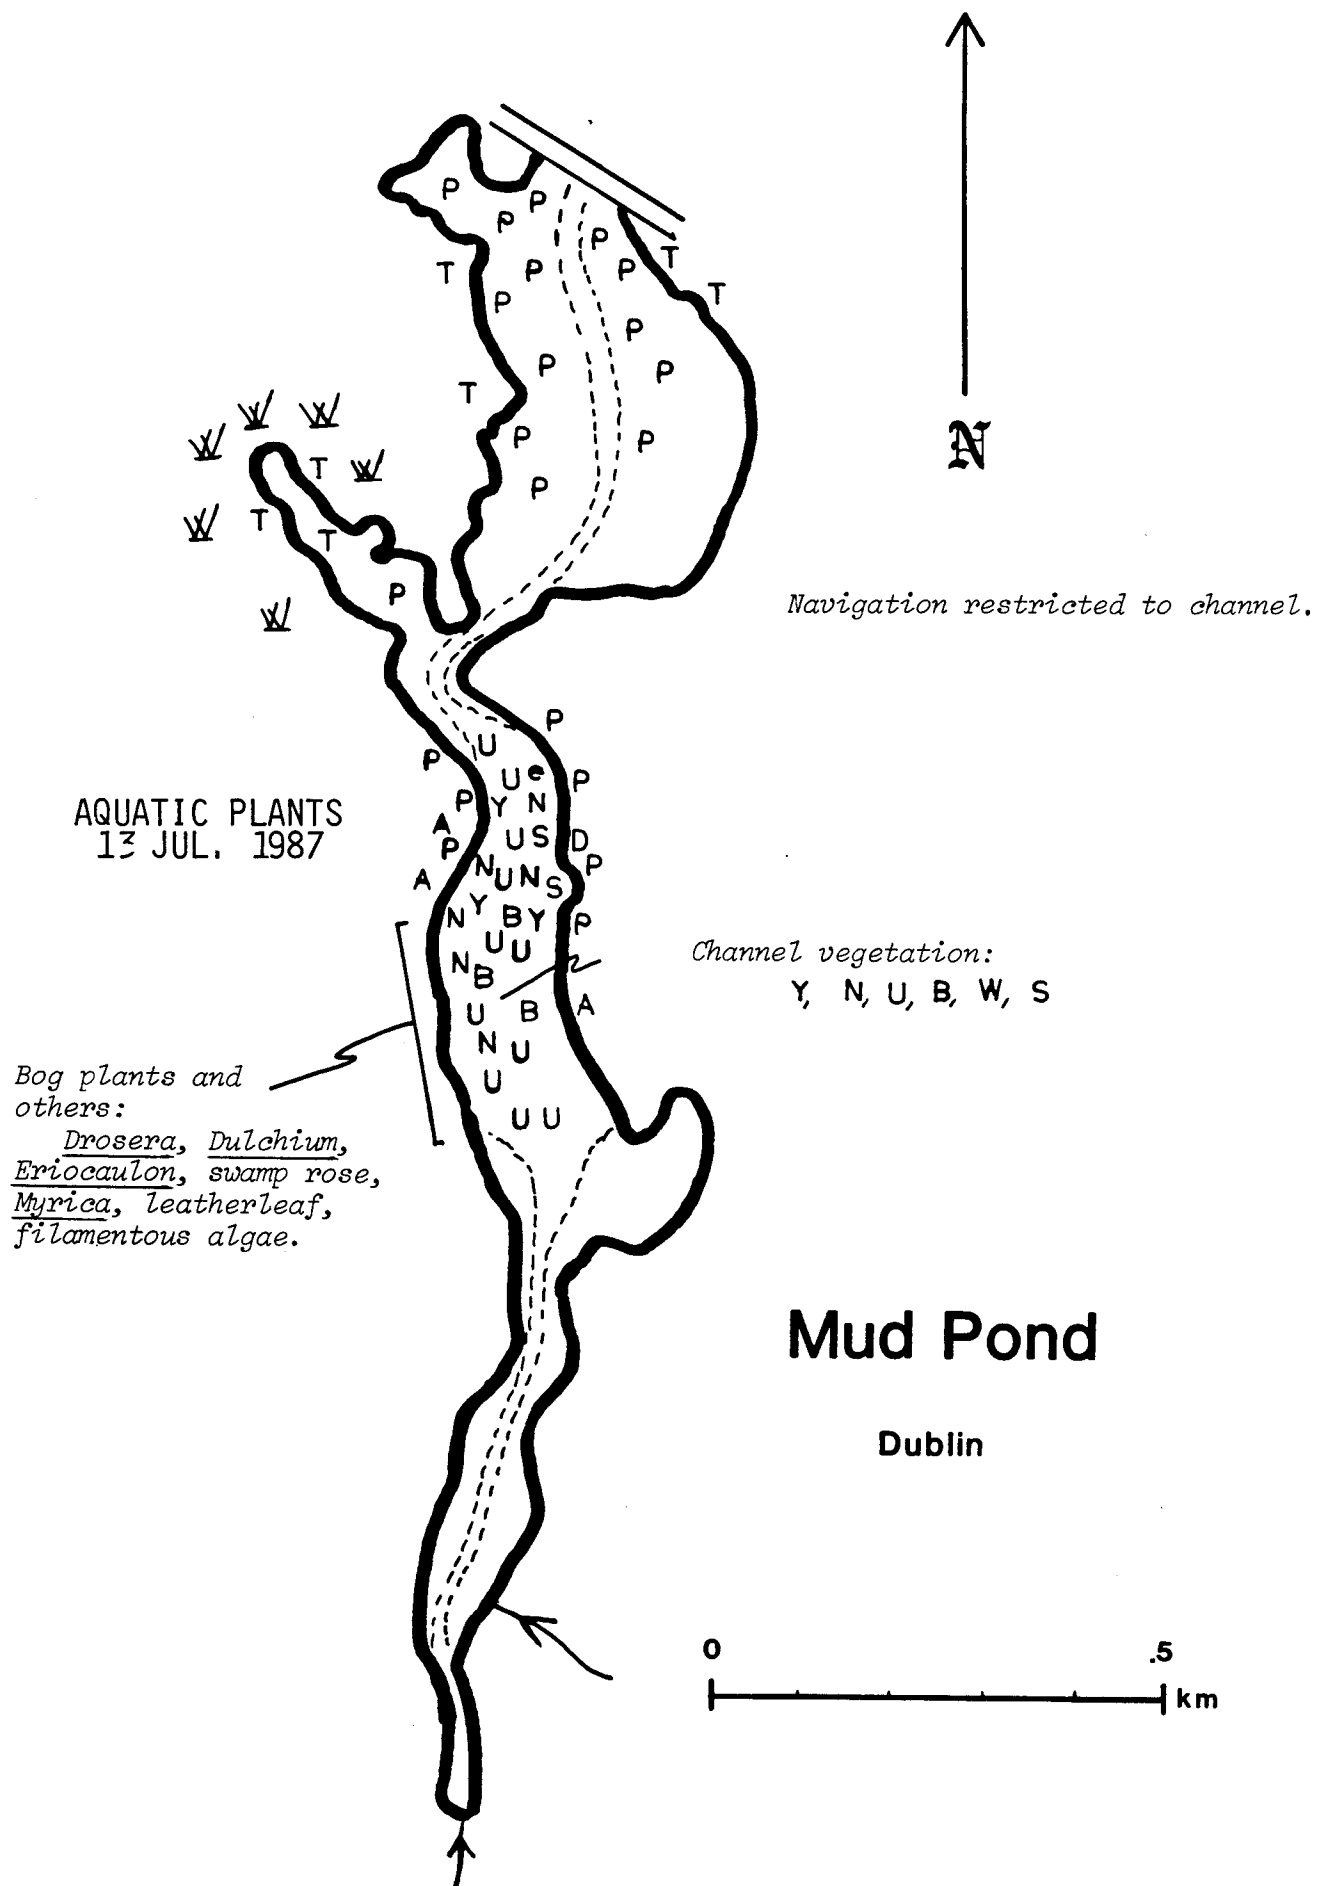 P
P
P
P
T
T
P
P
T
P
P
P
P
T
P
P
P
T
P
N
T
T
P
P
Navigation restricted to channel.
P
U
P
U e P
P Y N
AQUATIC PLANTS
13 JUL. 1987
A
U S D
P
N P
A
U N S
Y
N B Y P
U U
Channel vegetation:
Y, N, U, B, W, S
N B
U B A
N U
U
U U
Bog plants and
others:
Drosera, Dulchium,
Eriocaulon, swamp rose,
Myrica, leatherleaf,
filamentous algae.
Mud Pond
Dublin
0 .5
km